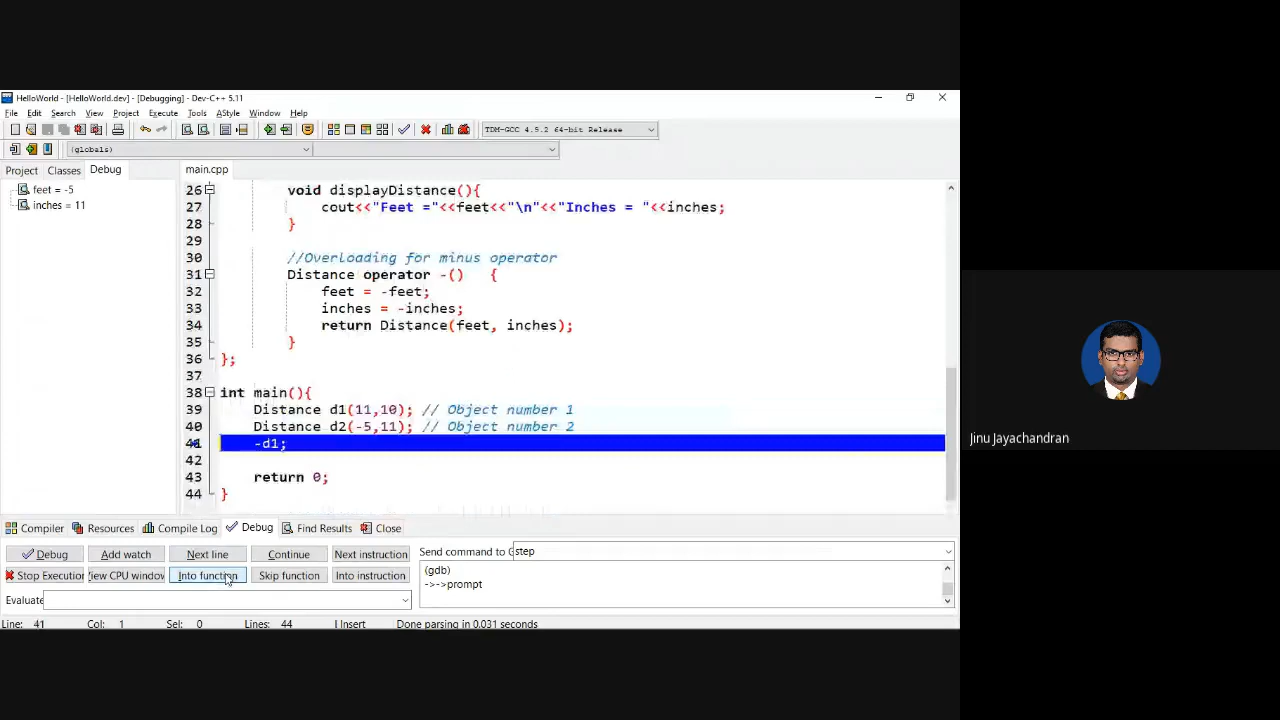 HelloWorld - [HelloWorld.dev] - [Debugging] - Dev-C++ 5.11
File Edit Search View Project Execute Tools AStyle Window Help
TDM-GCC 4.9.2 64-bit Release
(globals)
Project Classes Debug
main.cpp
feet = -5
inches = 11
26 void displayDistance(){
27 cout<<"Feet ="<<feet<<"\n"<<"Inches = "<<inches;
28 }
29
30 //Overloading for minus operator
31 Distance operator -() {
32 feet = -feet;
33 inches = -inches;
34 return Distance(feet, inches);
35 }
36 };
37
38 int main(){
39 Distance d1(11,10); // Object number 1
40 Distance d2(-5,11); // Object number 2
41 -d1;
42
43 return 0;
44 }
Compiler Resources Compile Log Debug Find Results Close
Debug Add watch Next line Continue Next instruction
Stop Execution View CPU window Into function Skip function Into instruction
Evaluate
Send command to G step
(gdb)
->->prompt
Line: 41 Col: 1 Sel: 0 Lines: 44 Insert Done parsing in 0.031 seconds
Jinu Jayachandran